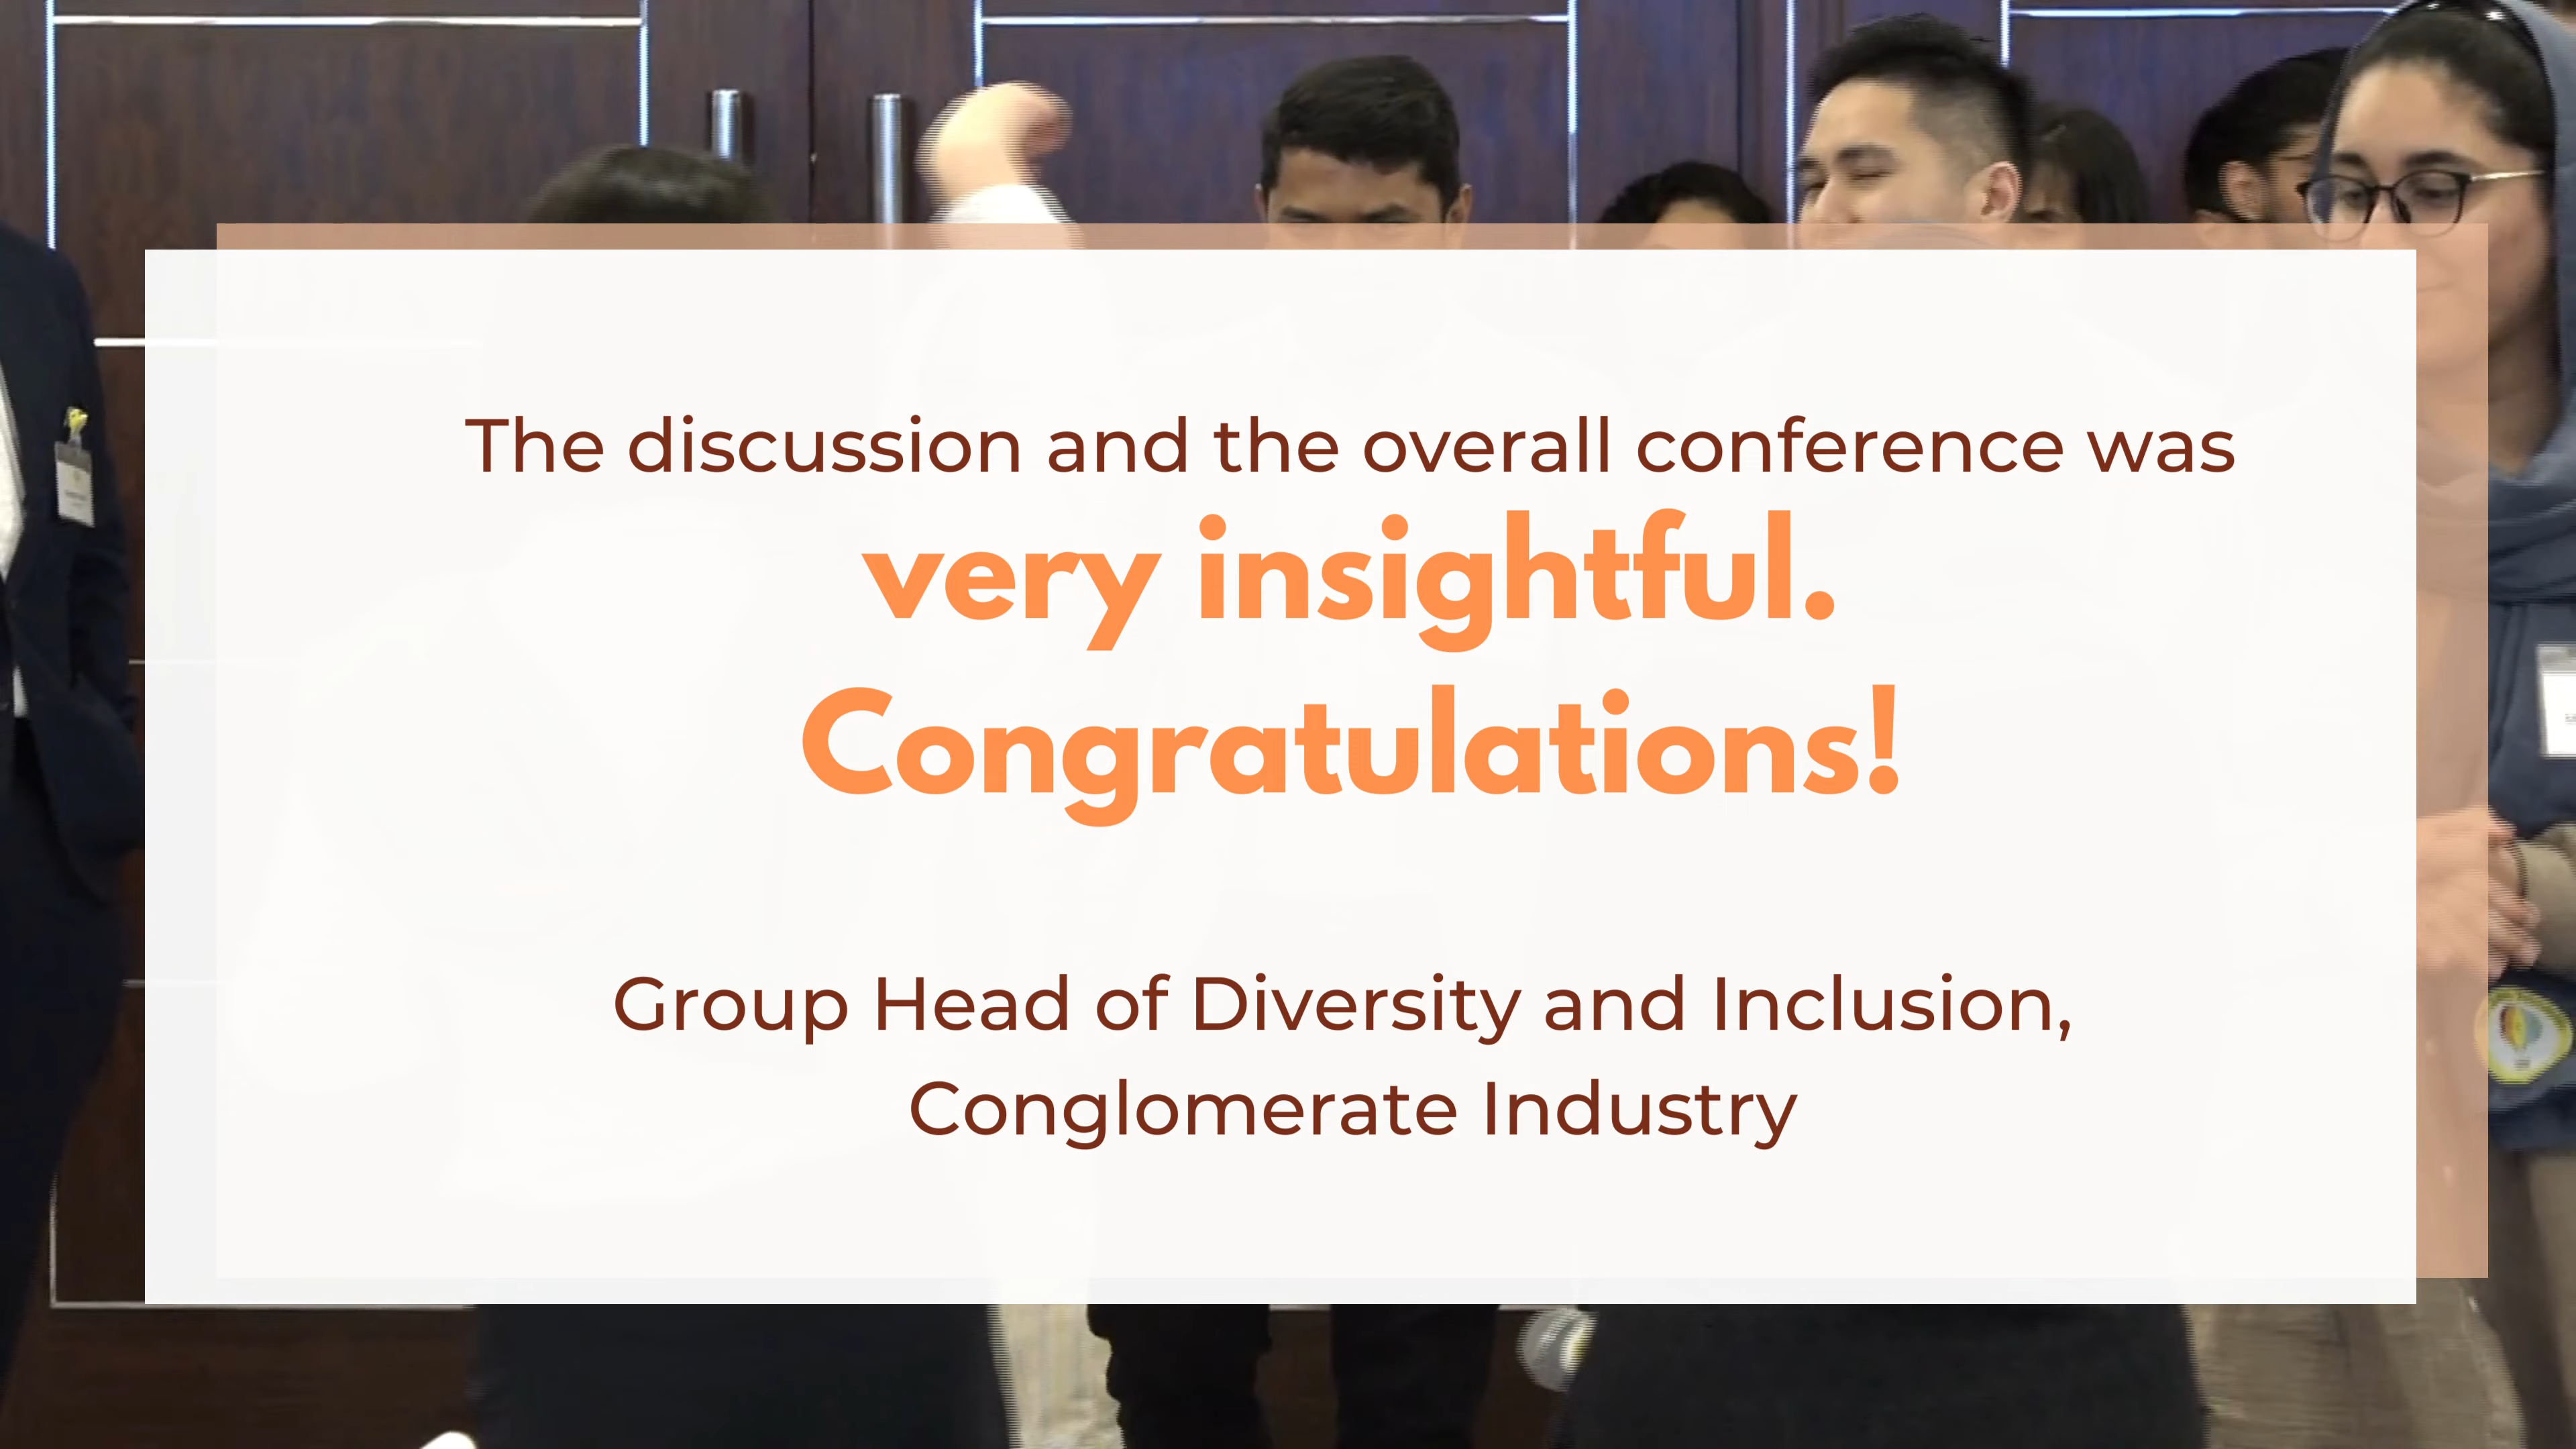 The discussion and the overall conference was
very insightful.
Congratulations!
Group Head of Diversity and Inclusion,
Conglomerate Industry